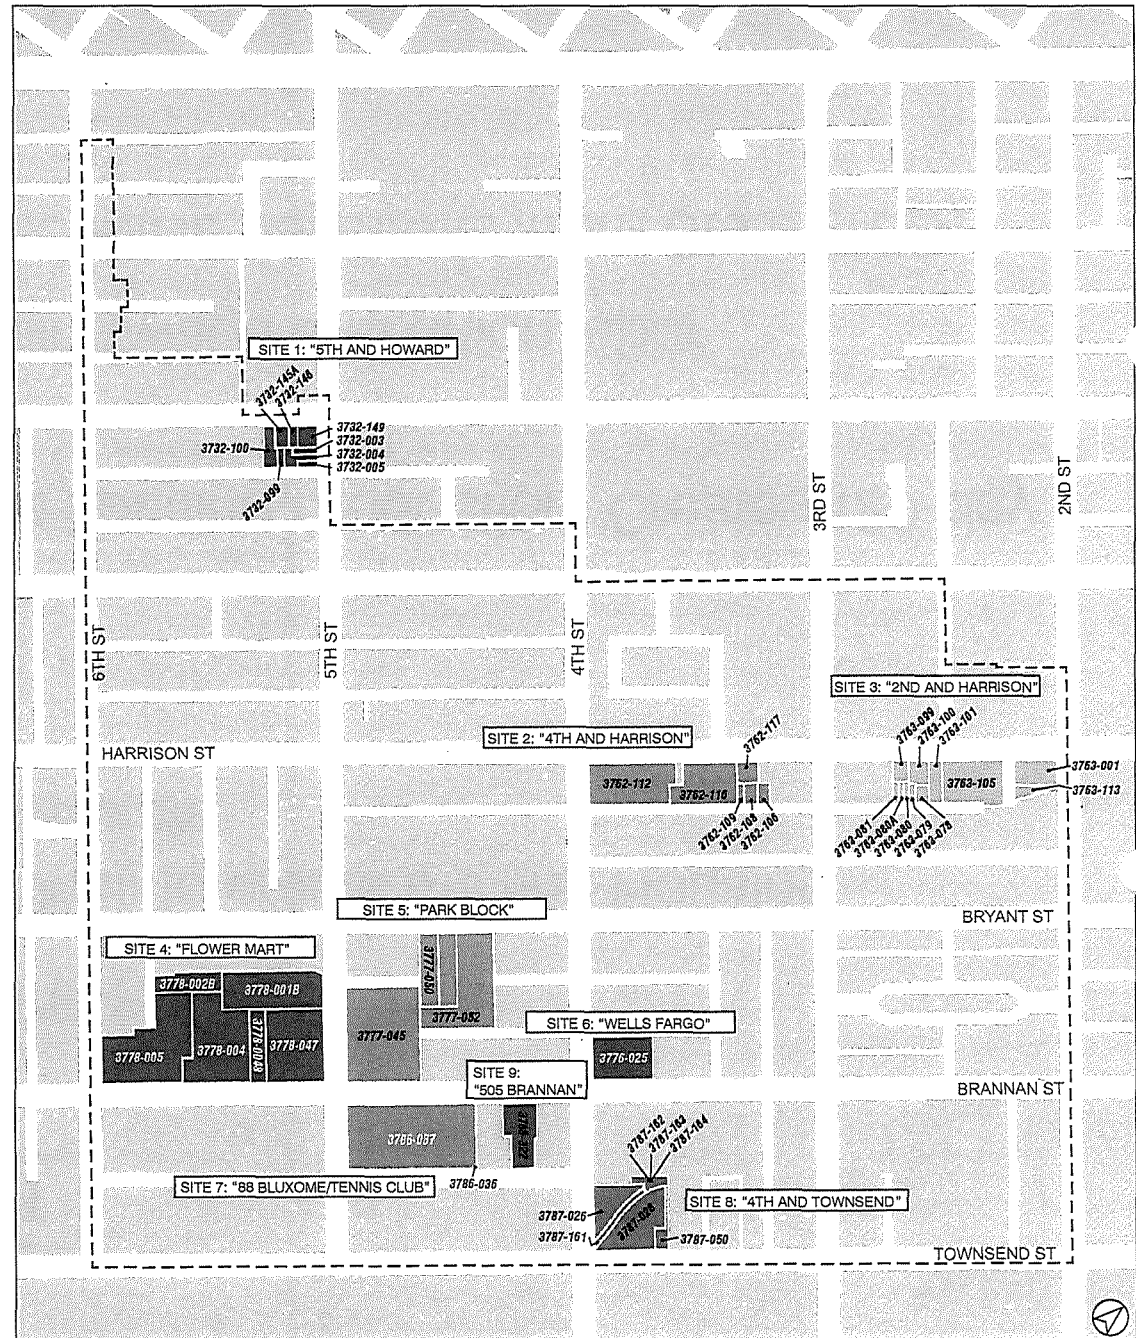 SITE 1: "5TH AND HOWARD"
3732-145A
3732-146
3732-149
3732-003
3732-004
3732-005
3732-100
3732-099
6TH ST
5TH ST
4TH ST
3RD ST
2ND ST
SITE 3: "2ND AND HARRISON"
3763-099
3763-100
3763-101
SITE 2: "4TH AND HARRISON"
3762-117
HARRISON ST
3762-112
3762-116
3763-105
3763-001
3763-113
3762-109
3762-108
3762-106
3763-081
3763-080A
3763-080
3763-079
3763-078
SITE 5: "PARK BLOCK"
BRYANT ST
SITE 4: "FLOWER MART"
3778-002B
3778-001B
3777-050
3777-052
3777-045
SITE 6: "WELLS FARGO"
3778-005
3778-004
3778-004B
3778-047
3776-025
SITE 9:
"505 BRANNAN"
BRANNAN ST
3786-037
3787-162
3787-163
3787-164
3786-036
SITE 7: "88 BLUXOME/TENNIS CLUB"
SITE 8: "4TH AND TOWNSEND"
3787-026
3787-028
3787-161
3787-050
TOWNSEND ST